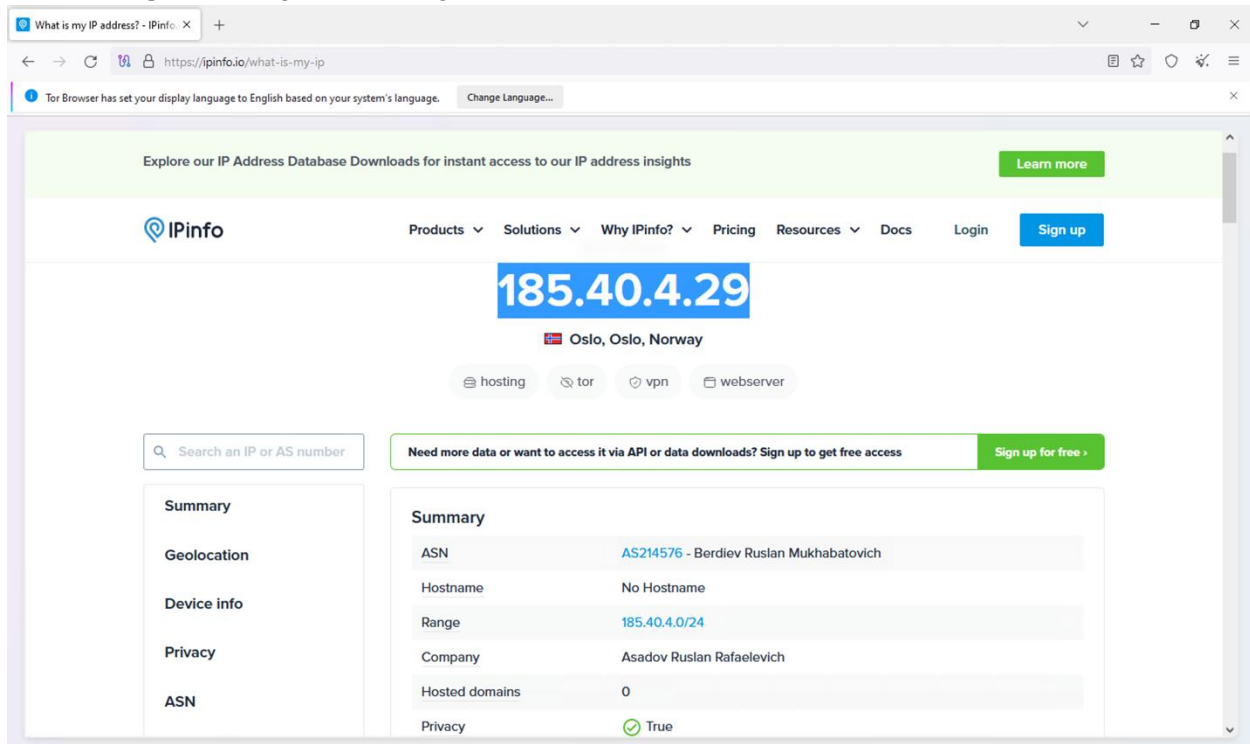 What is my IP address? - IPinfo.
https://ipinfo.io/what-is-my-ip
Tor Browser has set your display language to English based on your system's language. Change Language...
Explore our IP Address Database Downloads for instant access to our IP address insights Learn more
IPinfo Products Solutions Why IPinfo? Pricing Resources Docs Login Sign up
185.40.4.29
Oslo, Oslo, Norway
hosting tor vpn webserver
Search an IP or AS number
Need more data or want to access it via API or data downloads? Sign up to get free access Sign up for free ›
Summary
Geolocation
Device info
Privacy
ASN
Summary
ASN AS214576 - Berdiev Ruslan Mukhabatovich
Hostname No Hostname
Range 185.40.4.0/24
Company Asadov Ruslan Rafaelevich
Hosted domains 0
Privacy True